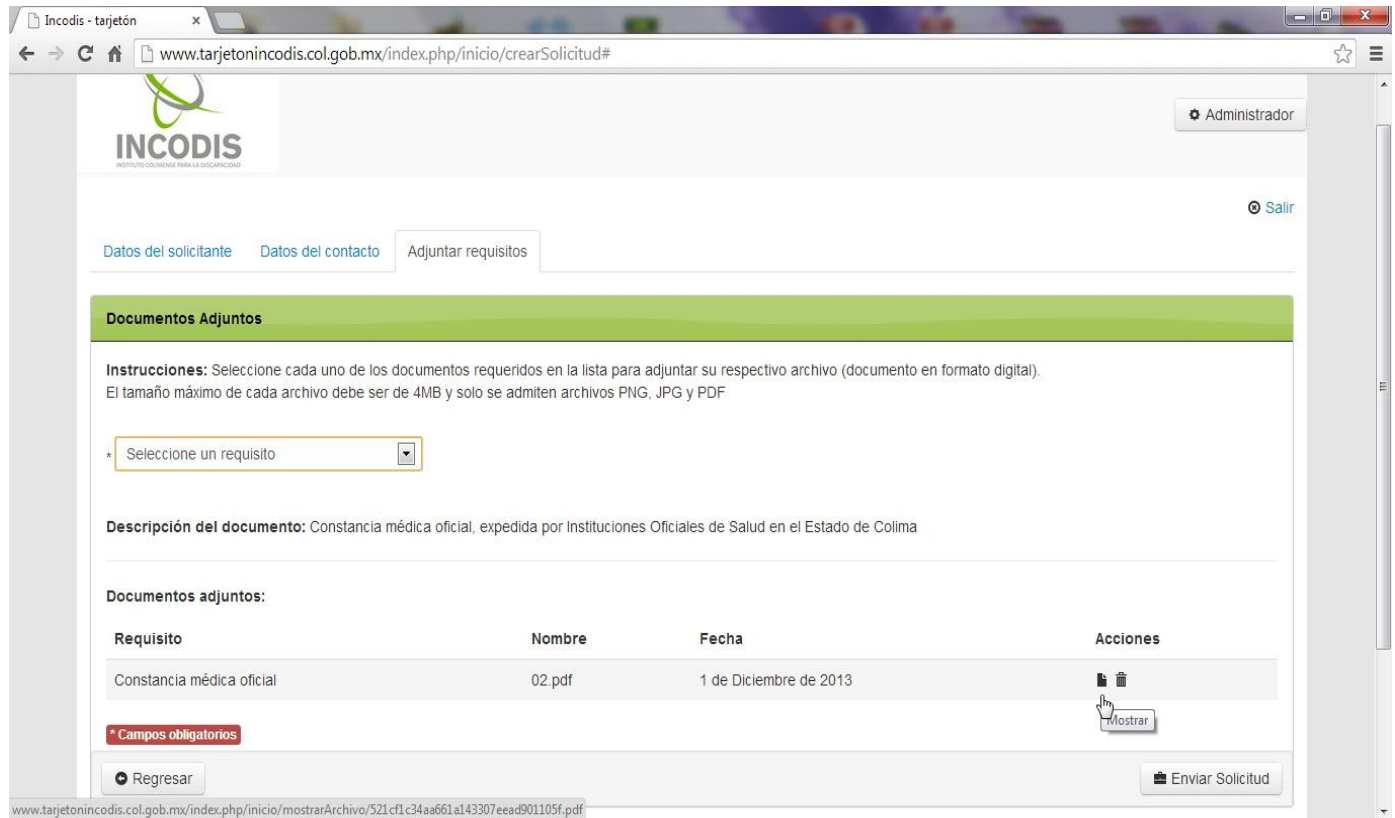 Incodis - tarjetón
www.tarjetonincodis.col.gob.mx/index.php/inicio/crearSolicitud#
INCODIS
INSTITUTO COLIMENSE PARA LA DISCAPACIDAD
Administrador
Salir
Datos del solicitante Datos del contacto Adjuntar requisitos
Documentos Adjuntos
Instrucciones: Seleccione cada uno de los documentos requeridos en la lista para adjuntar su respectivo archivo (documento en formato digital).
El tamaño máximo de cada archivo debe ser de 4MB y solo se admiten archivos PNG, JPG y PDF
* Seleccione un requisito
Descripción del documento: Constancia médica oficial, expedida por Instituciones Oficiales de Salud en el Estado de Colima
Documentos adjuntos:
Requisito Nombre Fecha Acciones
Constancia médica oficial 02.pdf 1 de Diciembre de 2013
Mostrar
* Campos obligatorios
Regresar Enviar Solicitud
www.tarjetonincodis.col.gob.mx/index.php/inicio/mostrarArchivo/521cf1c34aa661a143307eead901105f.pdf